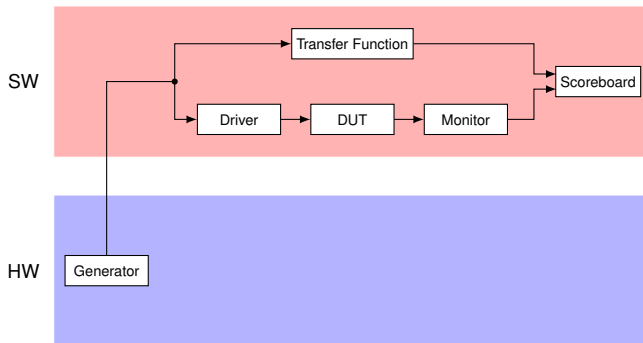 Transfer Function
SW
Scoreboard
Driver
DUT
Monitor
HW
Generator